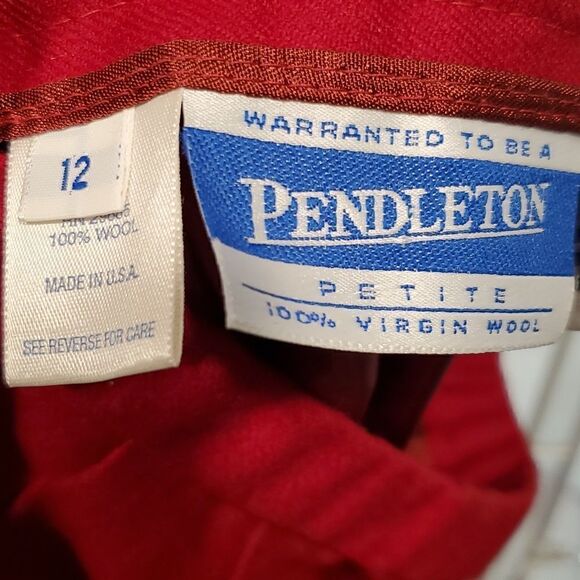 12
100% WOOL
MADE IN U.S.A.
SEE REVERSE FOR CARE
WARRANTED TO BE A
PENDLETON
PETITE
100% VIRGIN WOOL